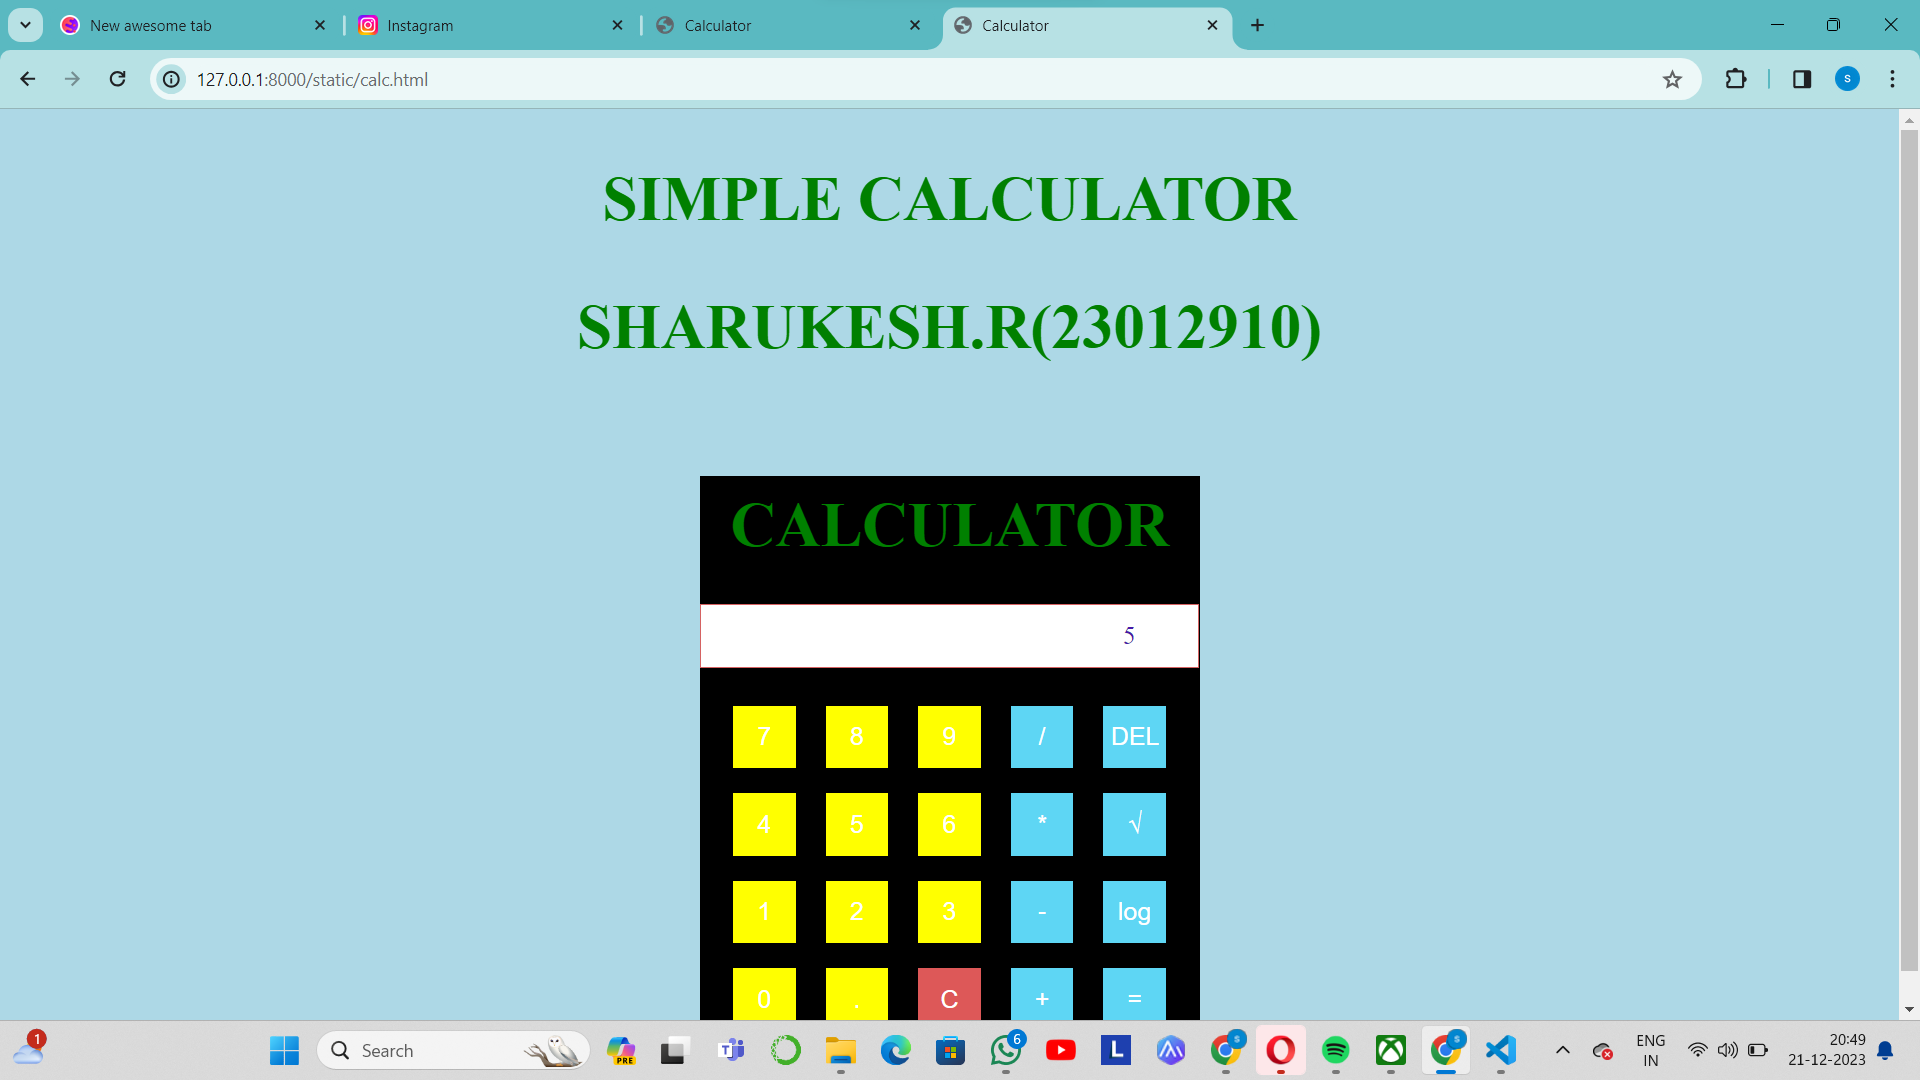 New awesome tab
Instagram
Calculator
Calculator
127.0.0.1:8000/static/calc.html
s
SIMPLE CALCULATOR
SHARUKESH.R(23012910)
CALCULATOR
5
7 8 9 / DEL
4 5 6 * √
1 2 3 - log
0 . C + =
1
Search
PRE
T
6
L
s
s
ENG
IN
20:49
21-12-2023